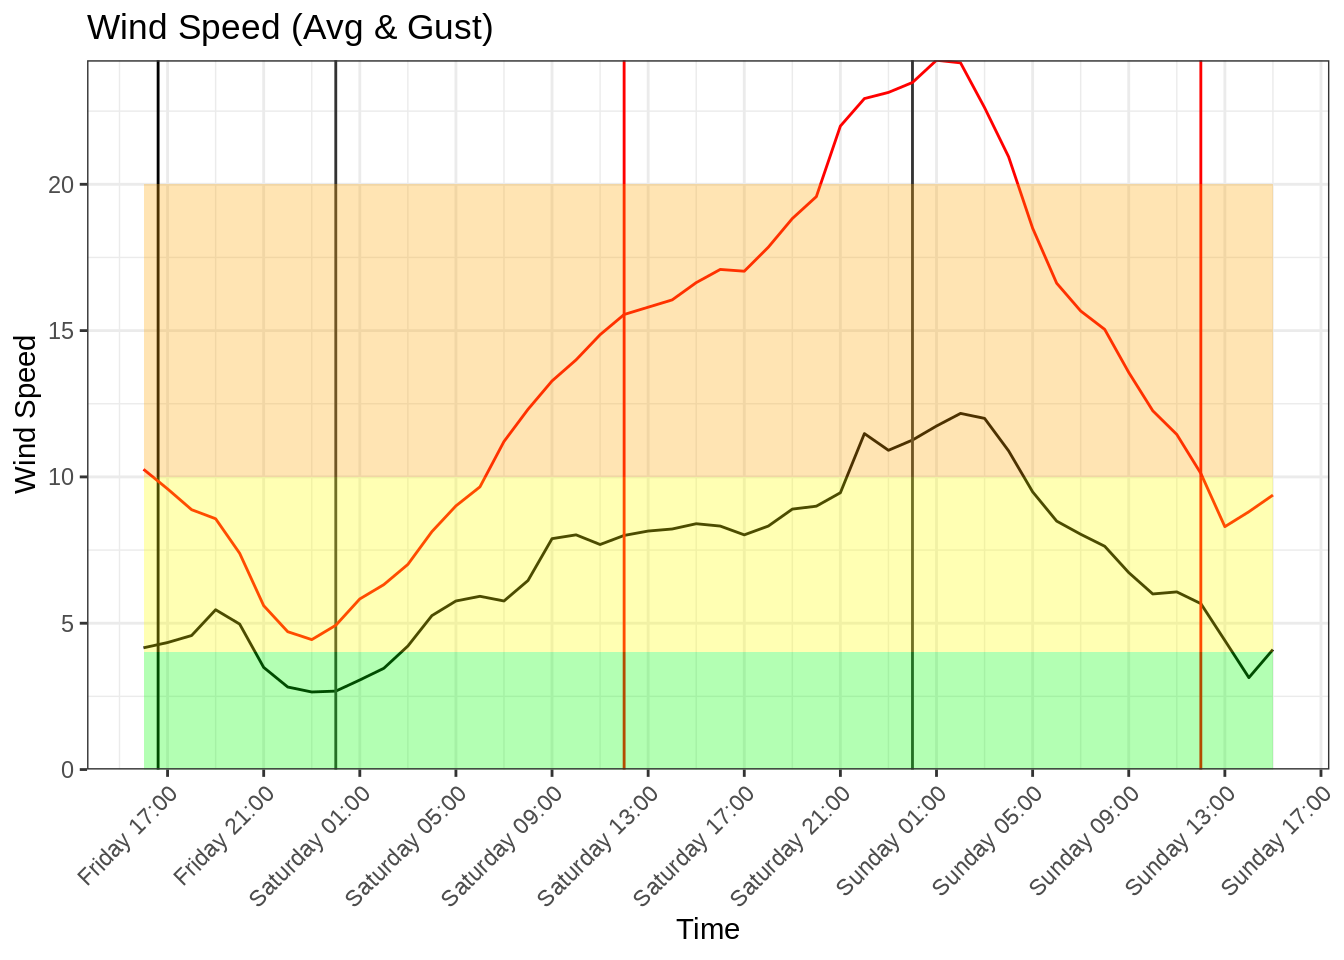 Wind Speed (Avg & Gust)
Wind Speed
20
15
10
5
0
Friday 17:00
Friday 21:00
Saturday 01:00
Saturday 05:00
Saturday 09:00
Saturday 13:00
Saturday 17:00
Saturday 21:00
Sunday 01:00
Sunday 05:00
Sunday 09:00
Sunday 13:00
Sunday 17:00
Time